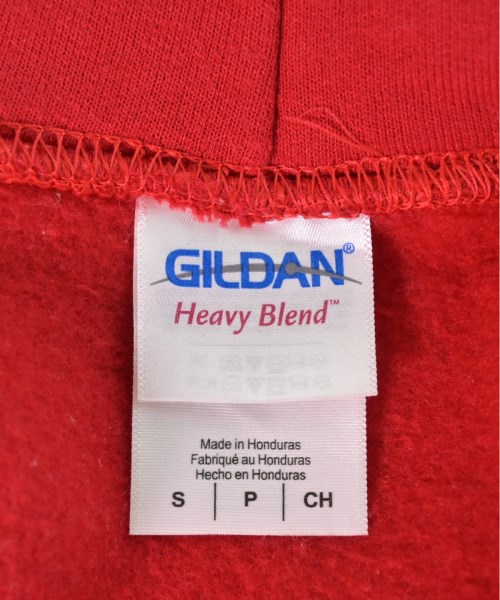 GILDAN®
Heavy Blend™
Made in Honduras
Fabriqué au Honduras
Hecho en Honduras
S | P | CH